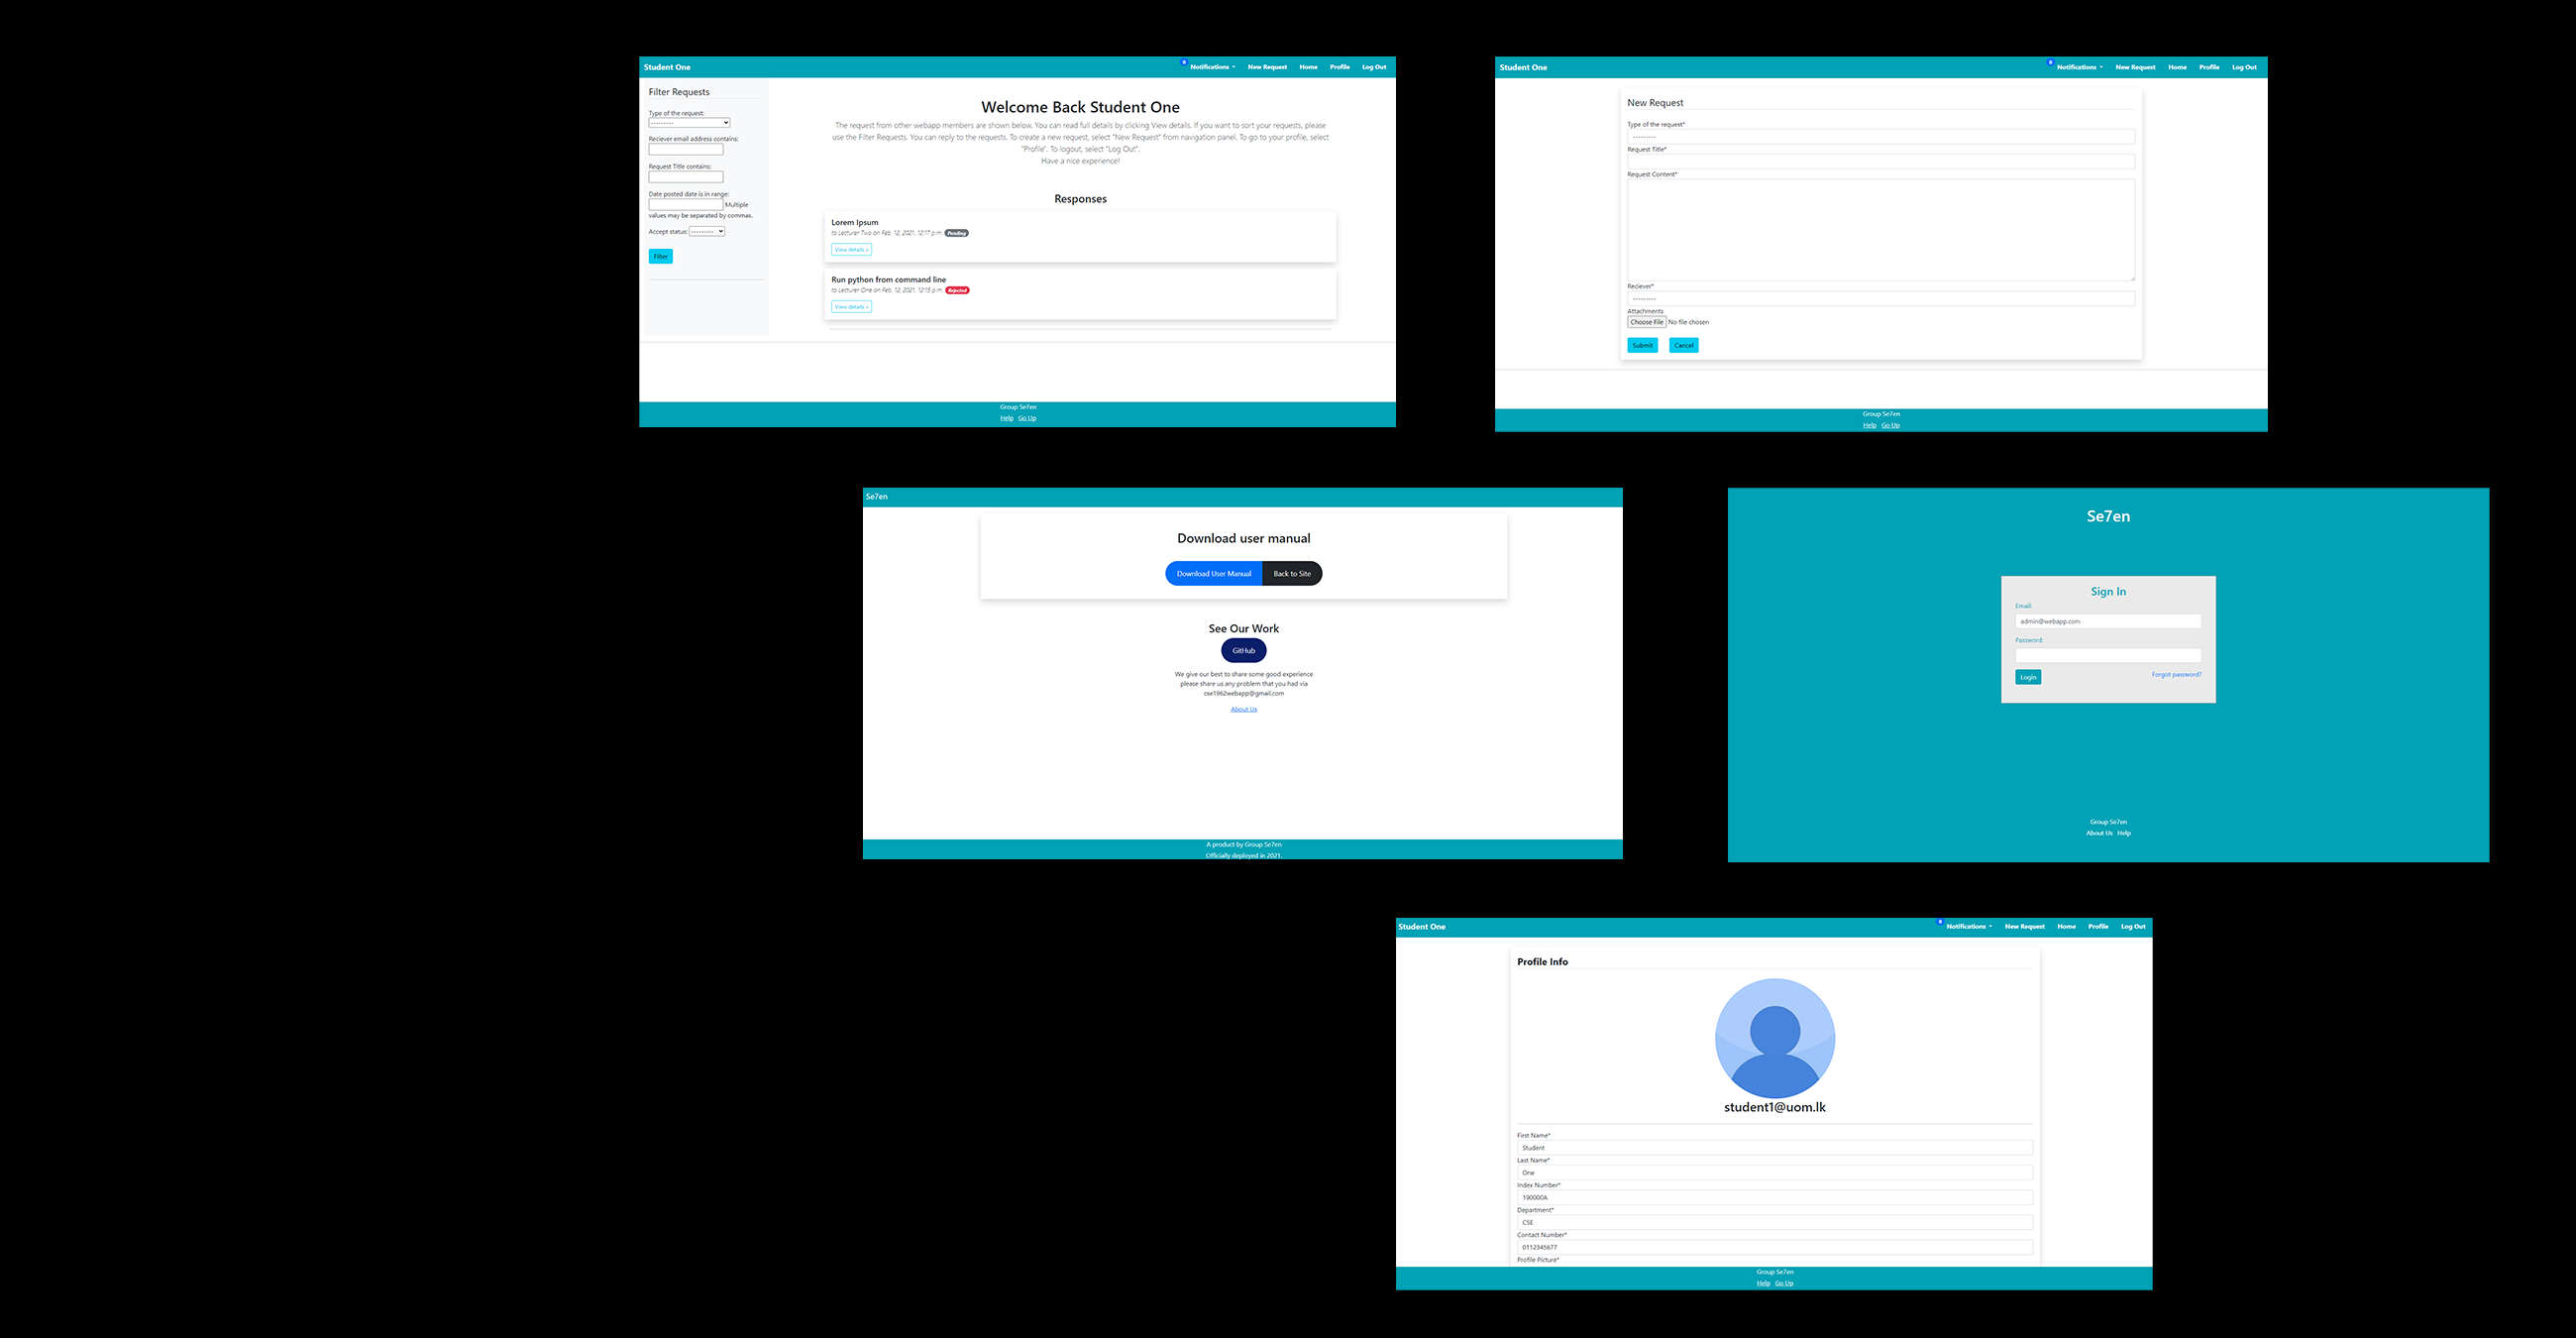 Student One
0 Notifications New Request Home Profile Log Out
Filter Requests
Type of the request:
---------
Reciever email address contains:
Request Title contains:
Date posted date is in range:
Multiple
values may be separated by commas.
Accept status: ---------
Filter
Welcome Back Student One
The request from other webapp members are shown below. You can read full details by clicking View details. If you want to sort your requests, please
use the Filter Requests. You can reply to the requests. To create a new request, select "New Request" from navigation panel. To go to your profile, select
"Profile". To logout, select "Log Out".
Have a nice experience!
Responses
Lorem Ipsum
to Lecturer Two on Feb. 12, 2021, 12:17 p.m. Pending
View details »
Run python from command line
to Lecturer One on Feb. 12, 2021, 12:15 p.m. Rejected
View details »
Group Se7en
Help Go Up
Student One
0 Notifications New Request Home Profile Log Out
New Request
Type of the request*
---------
Request Title*
Request Content*
Reciever*
---------
Attachments
Choose File No file chosen
Submit Cancel
Group Se7en
Help Go Up
Se7en
Download user manual
Download User Manual Back to Site
See Our Work
GitHub
We give our best to share some good experience
please share us any problem that you had via
cse1962webapp@gmail.com
About Us
A product by Group Se7en
Officially deployed in 2021.
Se7en
Sign In
Email:
admin@webapp.com
Password:
Login Forgot password?
Group Se7en
About Us Help
Student One
0 Notifications New Request Home Profile Log Out
Profile Info
student1@uom.lk
First Name*
Student
Last Name*
One
Index Number*
190000A
Department*
CSE
Contact Number*
0112345677
Profile Picture*
Group Se7en
Help Go Up